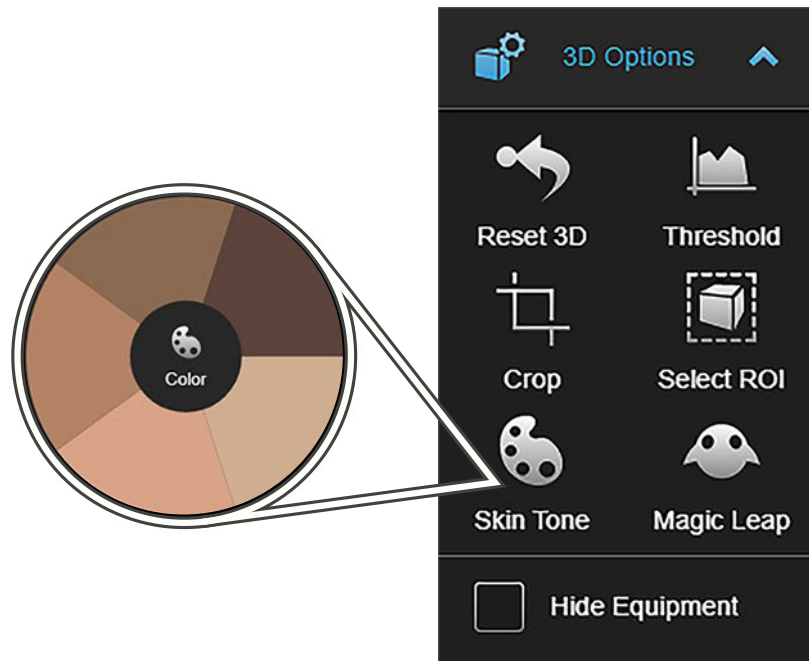 3D Options
Reset 3D
Threshold
Crop
Select ROI
Color
Skin Tone
Magic Leap
Hide Equipment